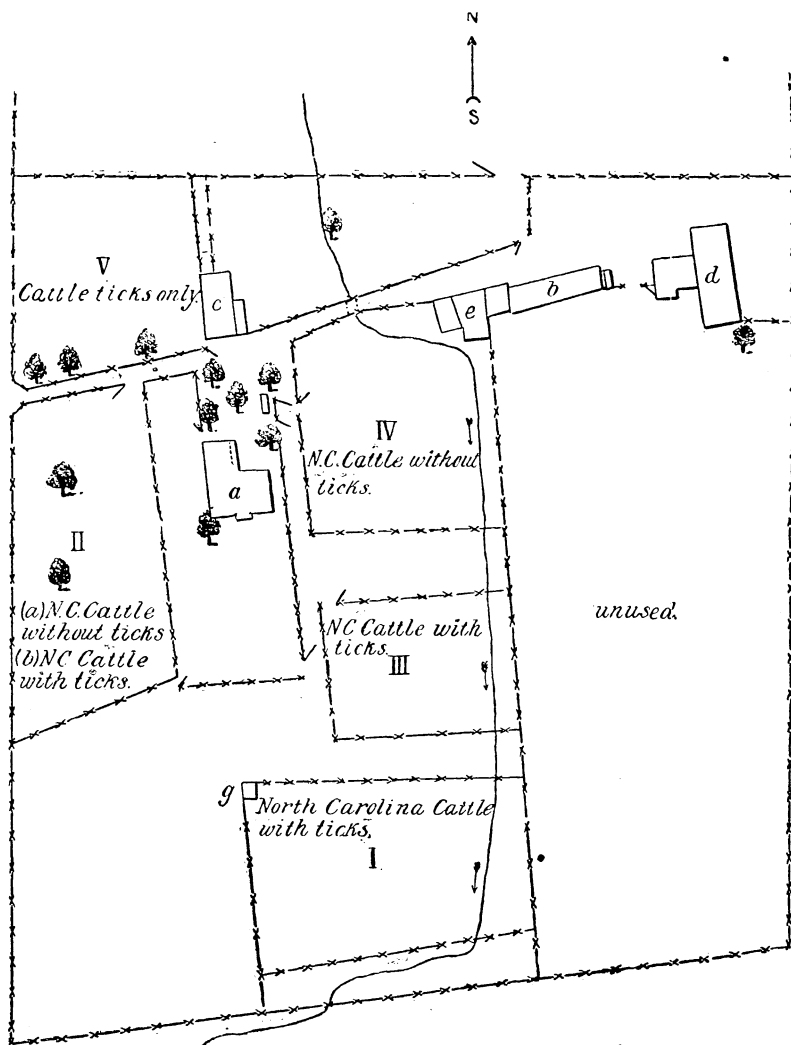 N
S
V
Cattle ticks only.
c
e
b
d
IV
N.C. Cattle without
ticks.
a
II
(a) N.C. Cattle
without ticks
(b) NC Cattle
with ticks.
unused.
NC Cattle with
ticks.
III
g
North Carolina Cattle
with ticks.
I